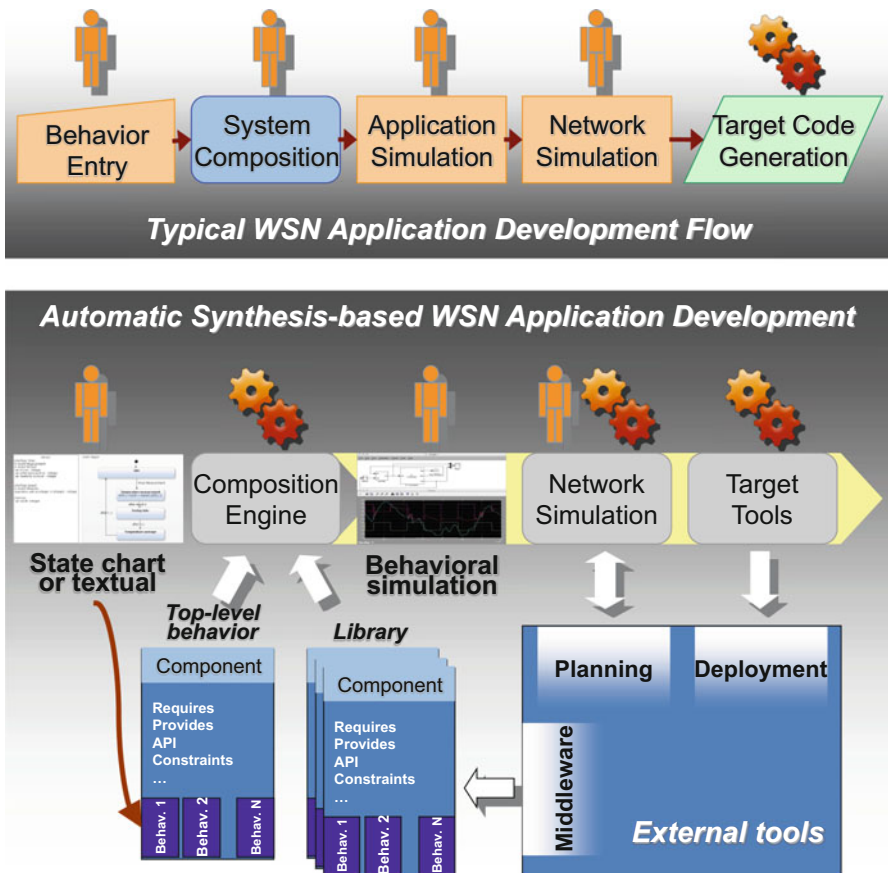 Behavior
Entry
System
Composition
Application
Simulation
Network
Simulation
Target Code
Generation
Typical WSN Application Development Flow
Automatic Synthesis-based WSN Application Development
Composition
Engine
Network
Simulation
Target
Tools
State chart
or textual
Behavioral
simulation
Top-level
behavior
Library
Component
Requires
Provides
API
Constraints
...
Behav. 1
Behav. 2
Behav. N
Component
Requires
Provides
API
Constraints
...
Behav. 1
Behav. 2
Behav. N
Planning
Deployment
Middleware
External tools